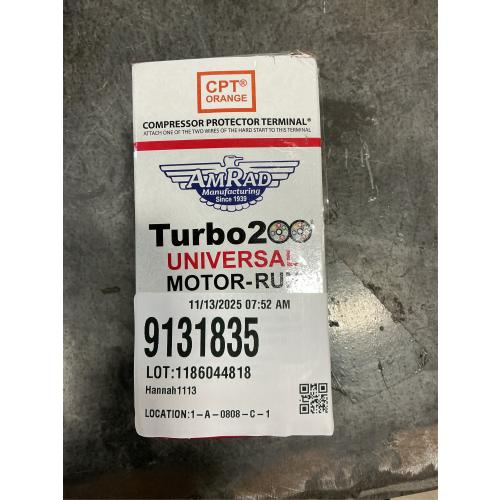 CPT®
ORANGE
COMPRESSOR PROTECTOR TERMINAL®
ATTACH ONE OF THE TWO WIRES OF THE HARD START TO THIS TERMINAL
AMRAD
Manufacturing
Since 1939
Turbo200
UNIVERSAL
MOTOR-RU
11/13/2025 07:52 AM
9131835
LOT:1186044818
Hannah1113
LOCATION:1-A-0808-C-1